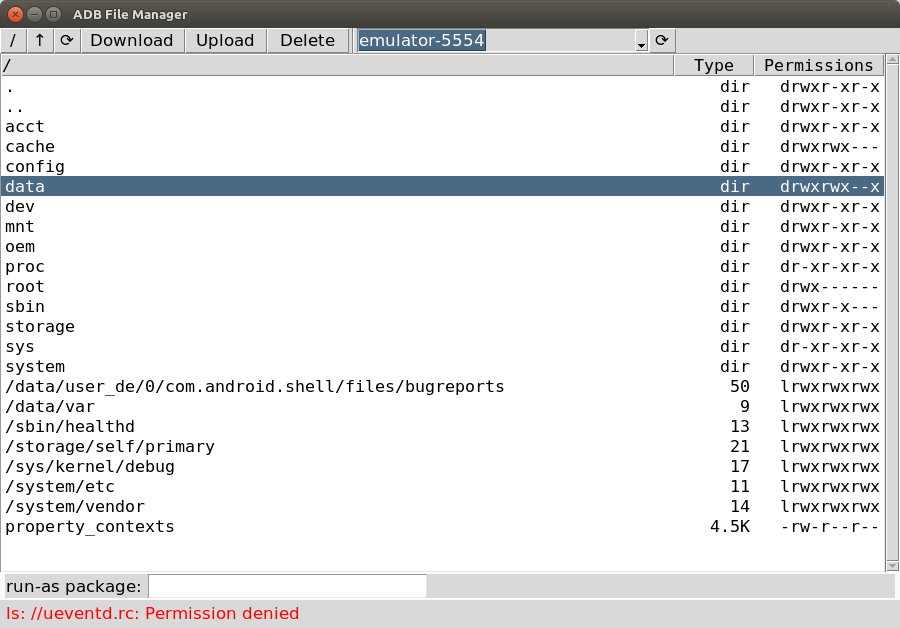 ADB File Manager
/ ↑ ⟳ Download Upload Delete emulator-5554 ⟳
/ Type Permissions
. dir drwxr-xr-x
.. dir drwxr-xr-x
acct dir drwxr-xr-x
cache dir drwxrwx---
config dir drwxr-xr-x
data dir drwxrwx--x
dev dir drwxr-xr-x
mnt dir drwxr-xr-x
oem dir drwxr-xr-x
proc dir dr-xr-xr-x
root dir drwx------
sbin dir drwxr-x---
storage dir drwxr-xr-x
sys dir dr-xr-xr-x
system dir drwxr-xr-x
/data/user_de/0/com.android.shell/files/bugreports 50 lrwxrwxrwx
/data/var 9 lrwxrwxrwx
/sbin/healthd 13 lrwxrwxrwx
/storage/self/primary 21 lrwxrwxrwx
/sys/kernel/debug 17 lrwxrwxrwx
/system/etc 11 lrwxrwxrwx
/system/vendor 14 lrwxrwxrwx
property_contexts 4.5K -rw-r--r--
run-as package:
ls: //ueventd.rc: Permission denied